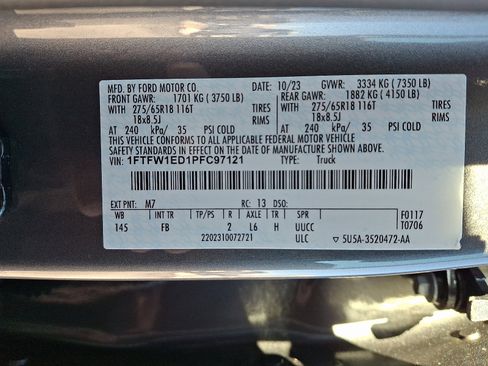 MFD. BY FORD MOTOR CO.
DATE: 10/23 GVWR: 3334 KG ( 7350 LB)
FRONT GAWR: 1701 KG ( 3750 LB) REAR GAWR: 1882 KG ( 4150 LB)
WITH 275/65R18 116T TIRES WITH 275/65R18 116T TIRES
18x8.5J RIMS 18x8.5J RIMS
AT 240 kPa/ 35 PSI COLD AT 240 kPa/ 35 PSI COLD
THIS VEHICLE CONFORMS TO ALL APPLICABLE FEDERAL MOTOR VEHICLE
SAFETY, BUMPER, AND THEFT PREVENTION STANDARDS IN EFFECT ON THE DATE OF MANUFACTURE SHOWN ABOVE.
VIN: 1FTFW1ED1PFC97121 TYPE: Truck
EXT PNT: M7 RC: 13 DSO:
WB INT TR TP/PS R AXLE TR H F0117
145 FB 2 L6 H UUCC T0706
2202310072721 ULC ▽ 5U5A-3520472-AA